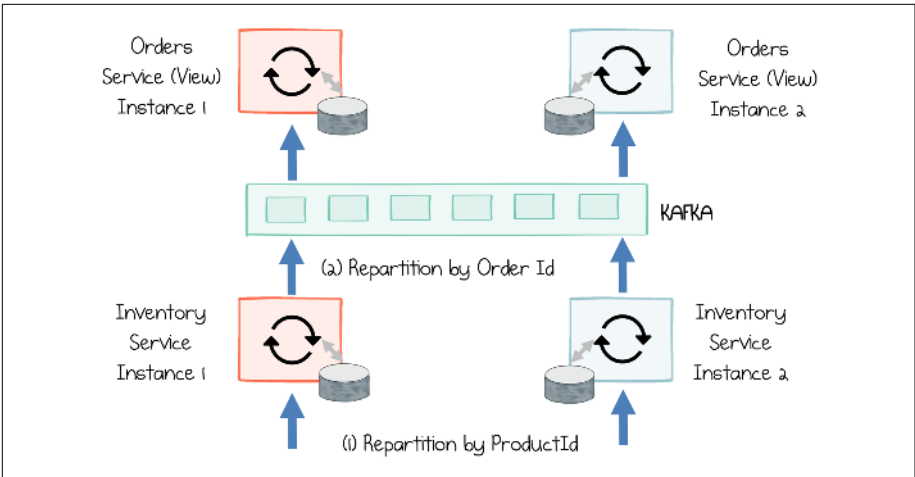 Orders
Service (View)
Instance 1
Orders
Service (View)
Instance 2
KAFKA
(2) Repartition by Order Id
Inventory
Service
Instance 1
Inventory
Service
Instance 2
(1) Repartition by ProductId